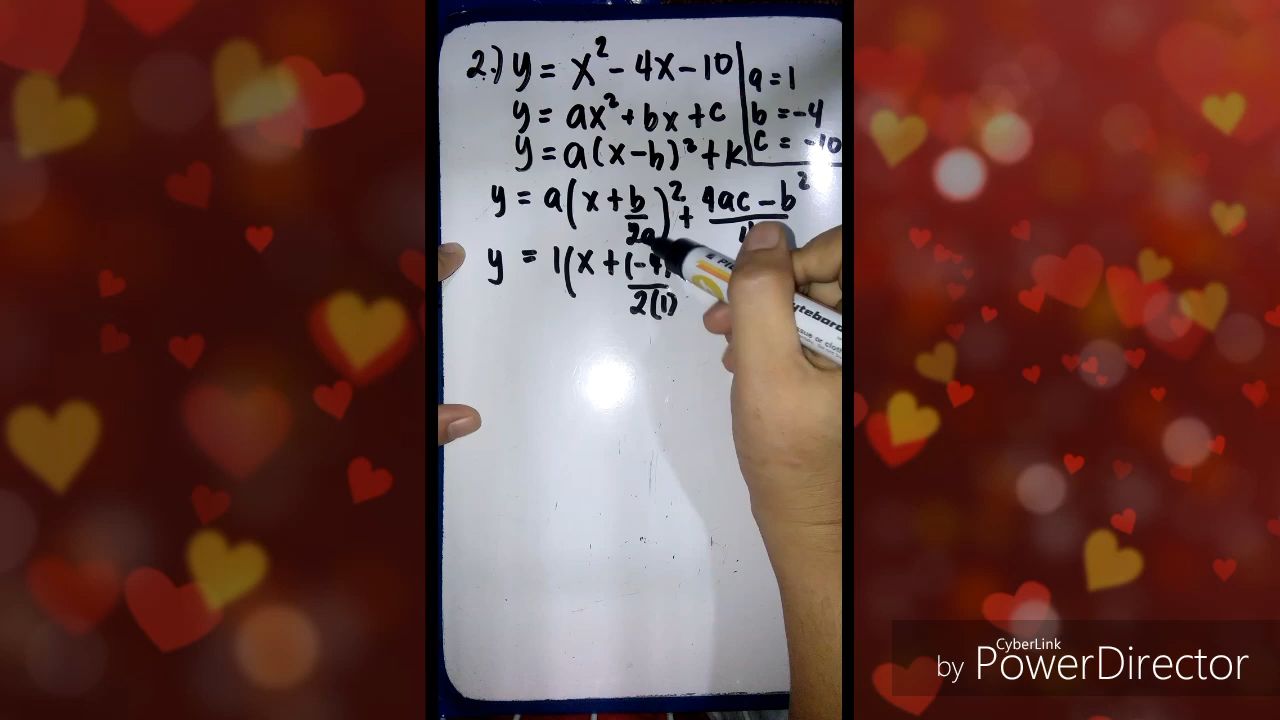 2.) y = x² - 4x - 10
a = 1
y = ax² + bx + c
b = -4
y = a(x-h)² + k
c = -10
y = a(x + b/2a)² + 4ac - b²/4
y = 1(x + (-4)/2(1)
CyberLink
by PowerDirector